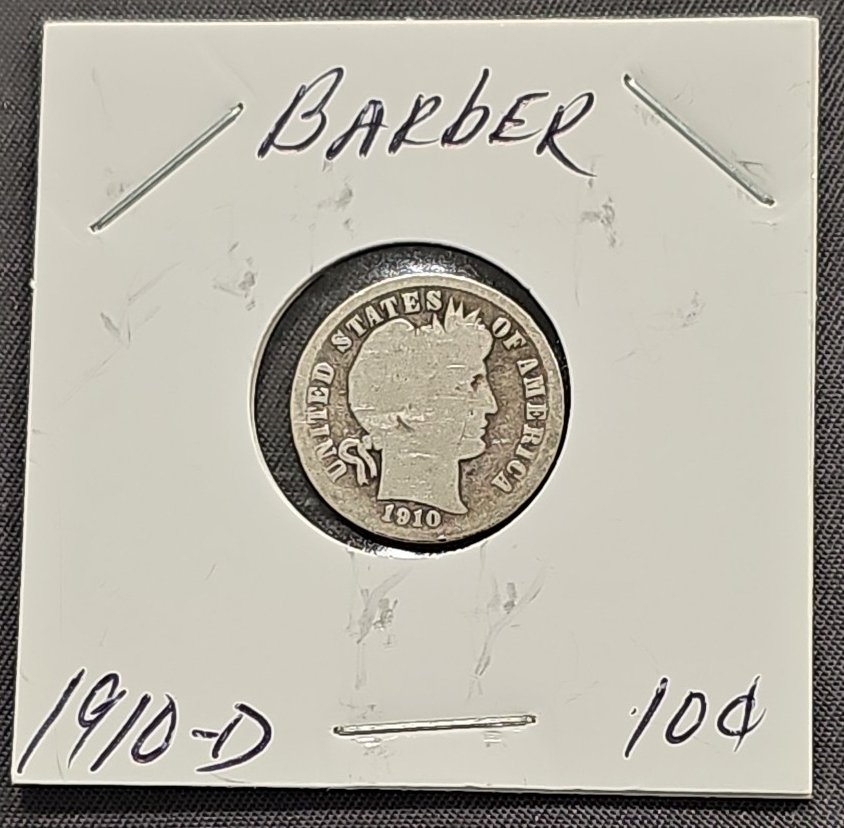 BARbER
UNITED STATES OF AMERICA
1910
1910-D 10¢